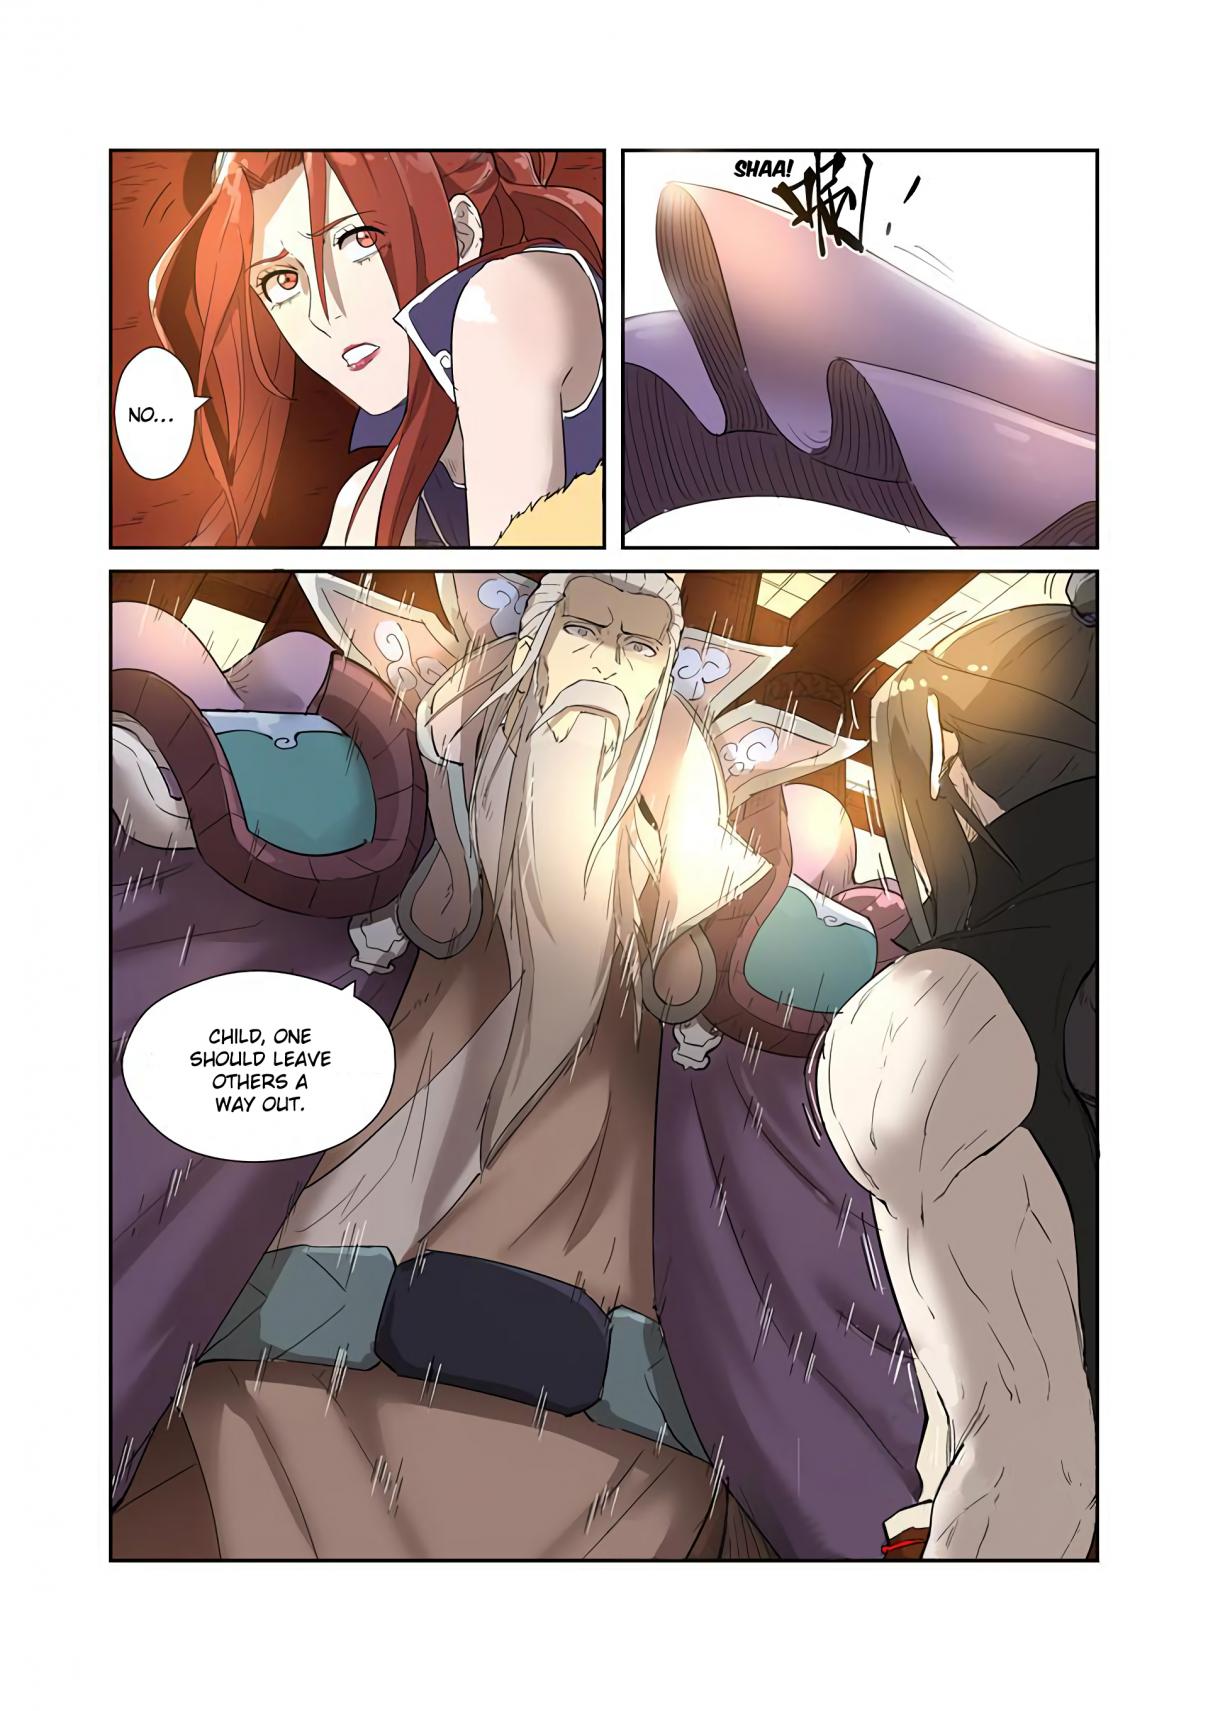 NO...
SHAA!
CHILD, ONE
SHOULD LEAVE
OTHERS A
WAY OUT.